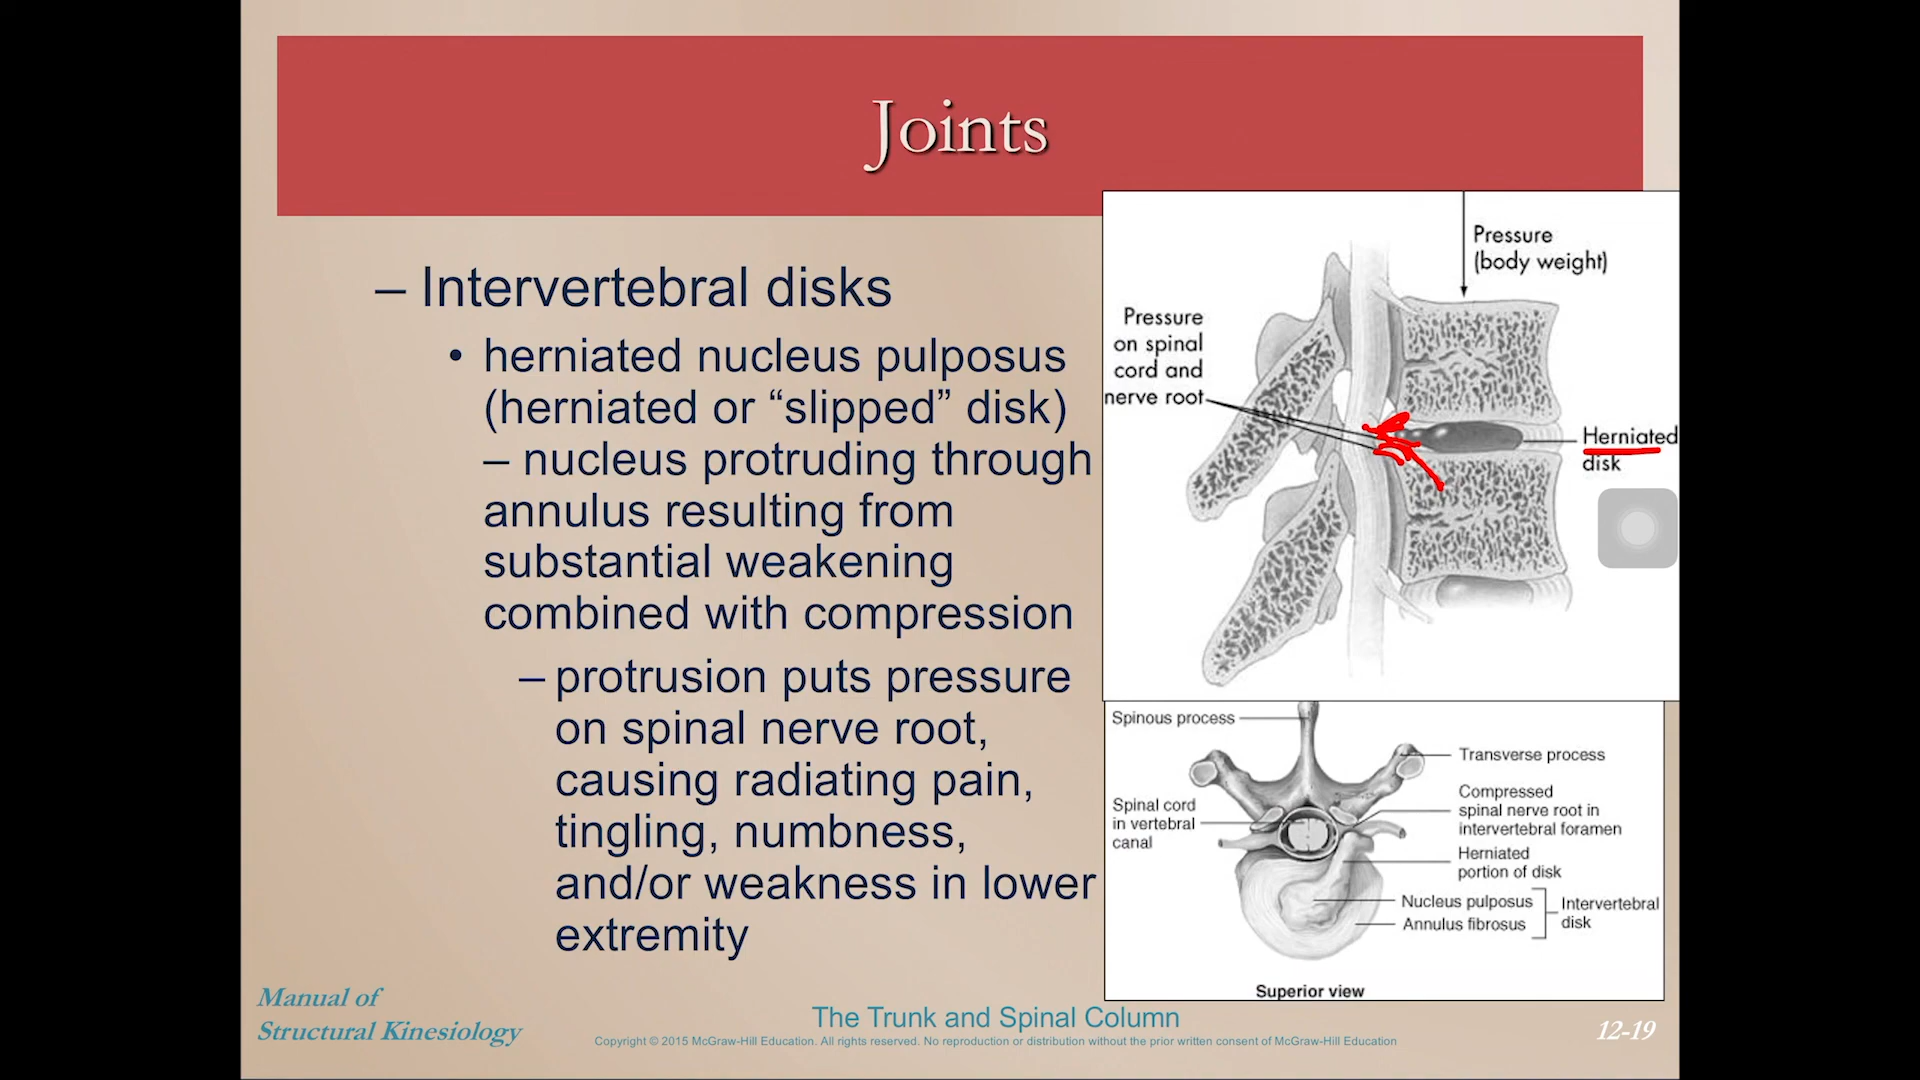 Joints
– Intervertebral disks
• herniated nucleus pulposus
(herniated or “slipped” disk)
– nucleus protruding through
annulus resulting from
substantial weakening
combined with compression
– protrusion puts pressure
on spinal nerve root,
causing radiating pain,
tingling, numbness,
and/or weakness in lower
extremity
Pressure
(body weight)
Pressure
on spinal
cord and
nerve root
Herniated
disk
Spinous process
Transverse process
Spinal cord
in vertebral
canal
Compressed
spinal nerve root in
intervertebral foramen
Herniated
portion of disk
Nucleus pulposus
Annulus fibrosus
Intervertebral
disk
Superior view
Manual of
Structural Kinesiology
The Trunk and Spinal Column
Copyright © 2015 McGraw-Hill Education. All rights reserved. No reproduction or distribution without the prior written consent of McGraw-Hill Education
12-19